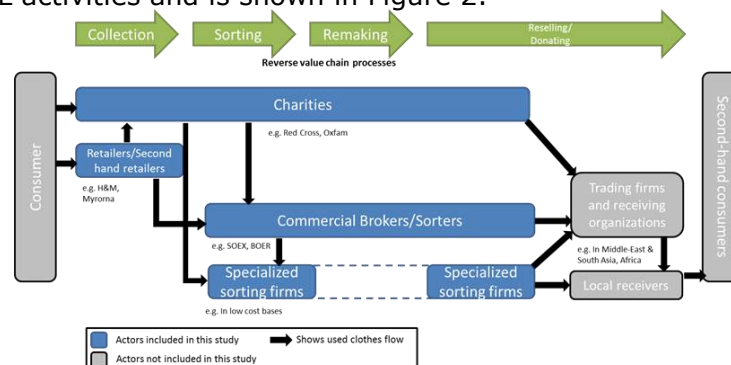 L activities and is shown in Figure 2.
Collection
Sorting
Remaking
Reselling/
Donating
Reverse value chain processes
Consumer
Charities
e.g. Red Cross, Oxfam
Retailers/Second
hand retailers
e.g. H&M,
Myrorna
Commercial Brokers/Sorters
e.g. SOEX, BOER
Specialized
sorting firms
e.g. In low cost bases
Specialized
sorting firms
Trading firms
and receiving
organizations
e.g. In Middle-East &
South Asia, Africa
Local receivers
Second-hand consumers
Actors included in this study
Shows used clothes flow
Actors not included in this study